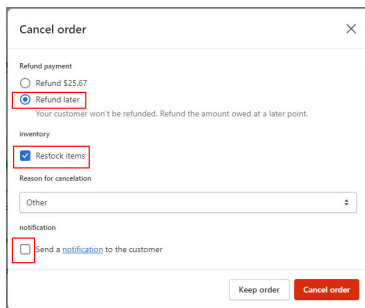 Cancel order
Refund payment
Refund $25.67
Refund later
Your customer won't be refunded. Refund the amount owed at a later point.
inventory
Restock items
Reason for cancelation
Other
notification
Send a notification to the customer
Keep order
Cancel order